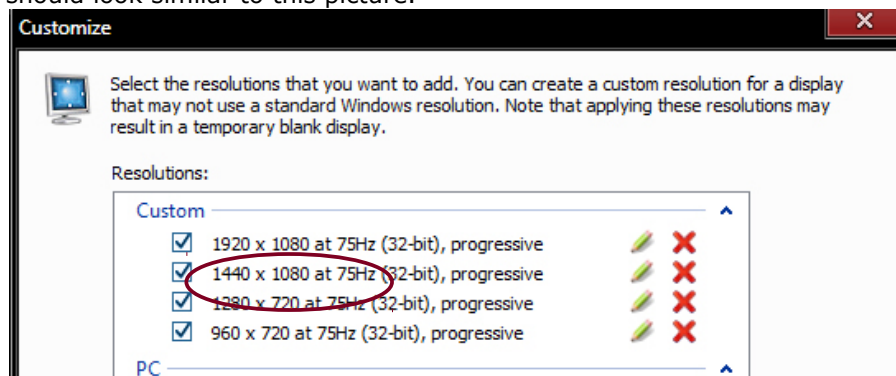 should look similar to this picture.
Customize
Select the resolutions that you want to add. You can create a custom resolution for a display
that may not use a standard Windows resolution. Note that applying these resolutions may
result in a temporary blank display.
Resolutions:
Custom
1920 x 1080 at 75Hz (32-bit), progressive
1440 x 1080 at 75Hz (32-bit), progressive
1280 x 720 at 75Hz (32-bit), progressive
960 x 720 at 75Hz (32-bit), progressive
PC